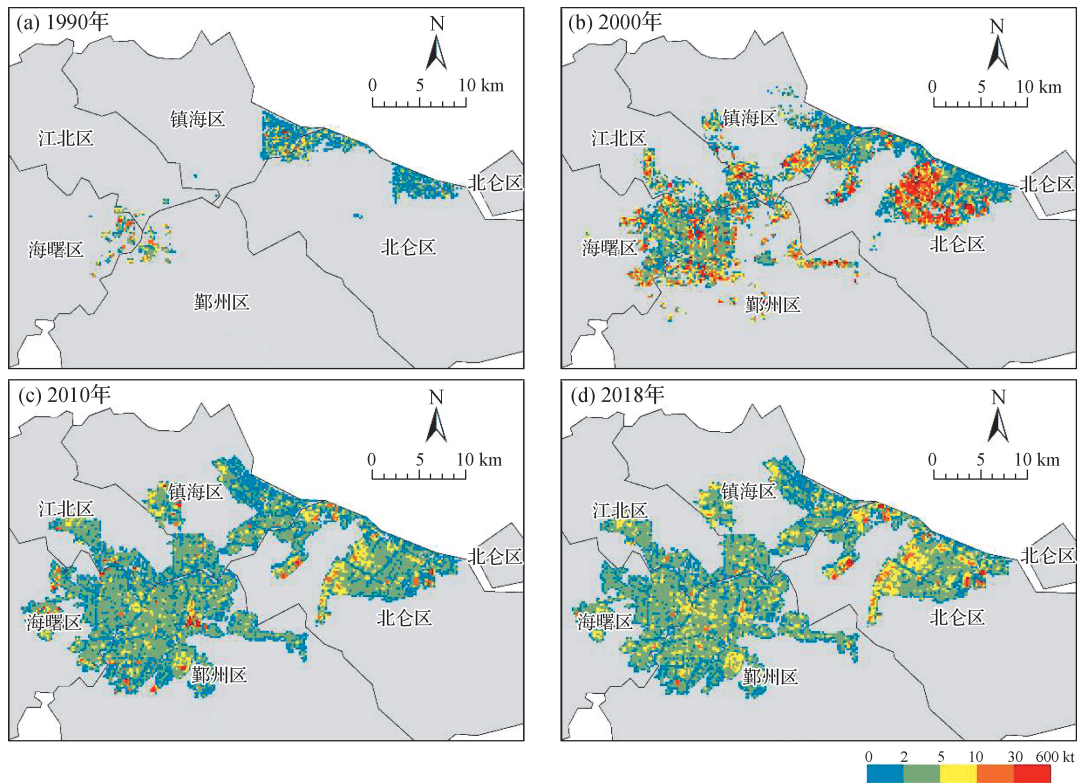 (a) 1990年
N
0 5 10 km
镇海区
江北区
北仑区
海曙区
北仑区
鄞州区
(b) 2000年
N
0 5 10 km
镇海区
江北区
北仑区
海曙区
北仑区
鄞州区
(c) 2010年
N
0 5 10 km
镇海区
江北区
北仑区
海曙区
北仑区
鄞州区
(d) 2018年
N
0 5 10 km
镇海区
江北区
北仑区
海曙区
北仑区
鄞州区
0 2 5 10 30 600 kt